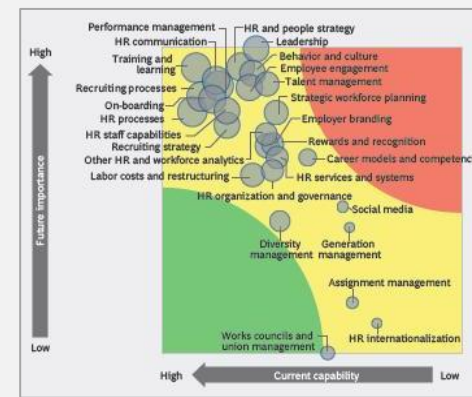 Performance management
HR and people strategy
HR communication
Leadership
High
Training and
learning
Behavior and culture
Employee engagement
Recruiting processes
Talent management
On-boarding
Strategic workforce planning
HR processes
Employer branding
HR staff capabilities
Recruiting strategy
Rewards and recognition
Other HR and workforce analytics
Career models and competenc
Labor costs and restructuring
HR services and systems
HR organization and governance
Future importance
Social media
Diversity
management
Generation
management
Assignment management
Works councils and
union management
HR internationalization
Low
High
Current capability
Low